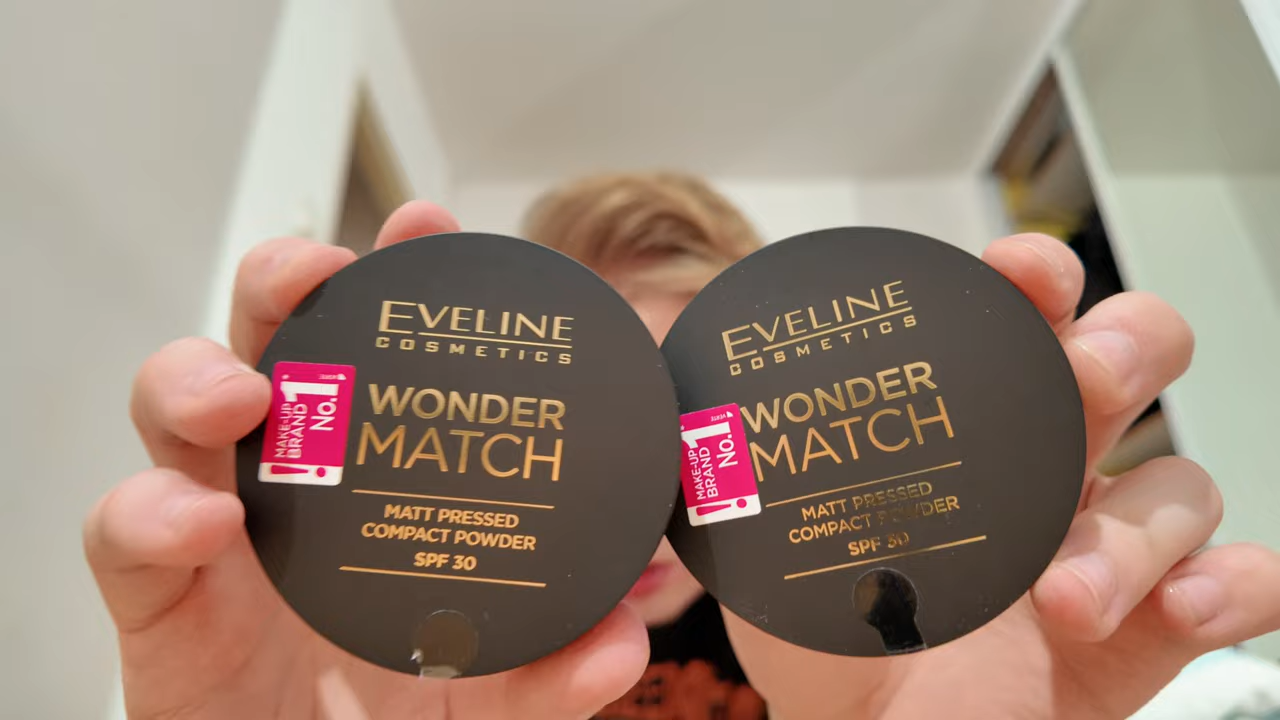 EVELINE
COSMETICS
WONDER
MATCH
MATT PRESSED
COMPACT POWDER
SPF 30
MAKE-UP
BRAND
No.1
EVELINE
COSMETICS
WONDER
MATCH
MATT PRESSED
COMPACT POWDER
SPF 30
MAKE-UP
BRAND
No.1